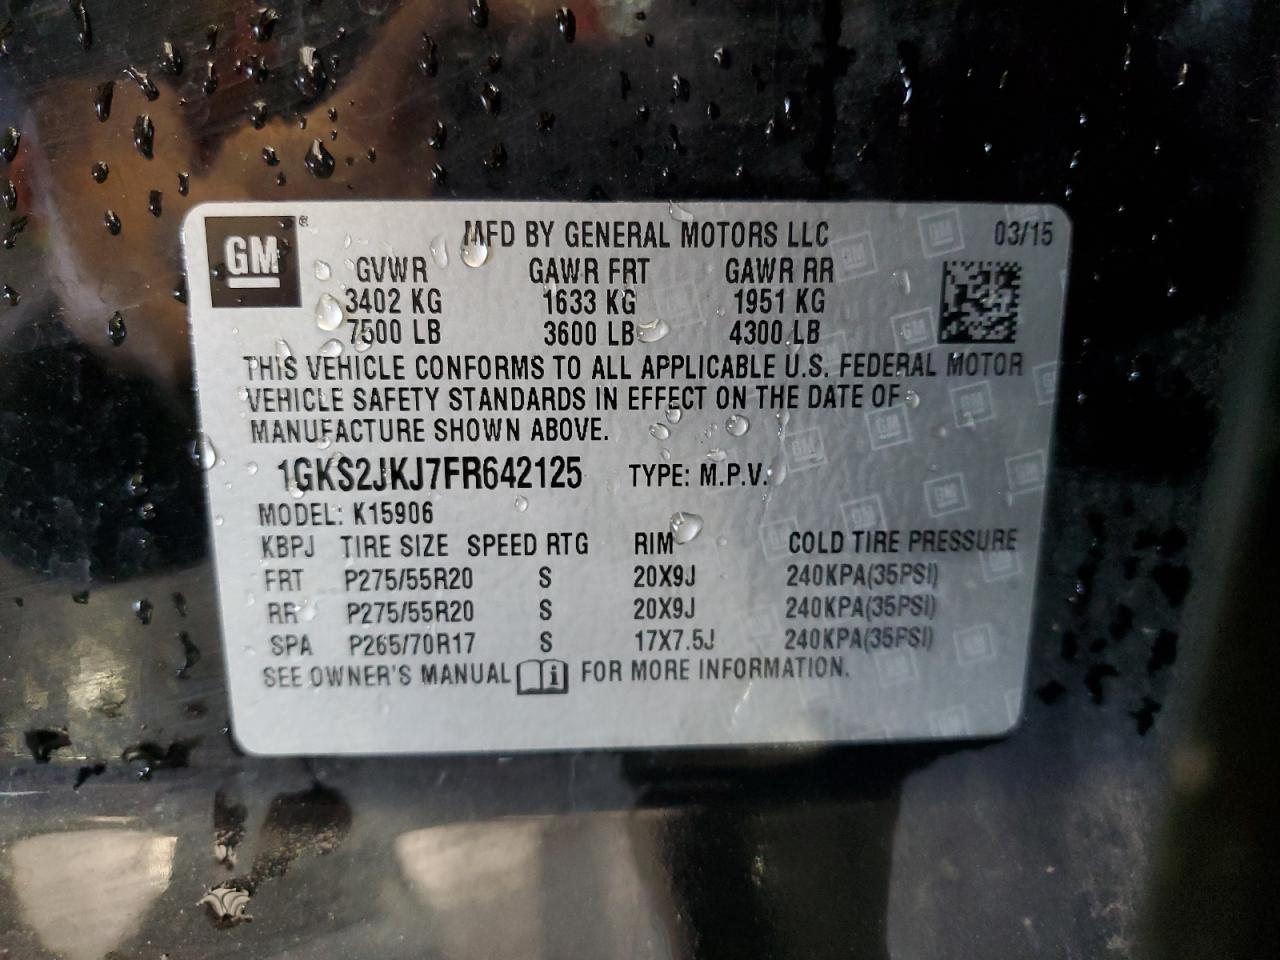 GM ® MFD BY GENERAL MOTORS LLC 03/15
GVWR GAWR FRT GAWR RR
3402 KG 1633 KG 1951 KG
7500 LB 3600 LB 4300 LB
THIS VEHICLE CONFORMS TO ALL APPLICABLE U.S. FEDERAL MOTOR
VEHICLE SAFETY STANDARDS IN EFFECT ON THE DATE OF
MANUFACTURE SHOWN ABOVE.
1GKS2JKJ7FR642125 TYPE: M.P.V.
MODEL: K15906
KBPJ TIRE SIZE SPEED RTG RIM COLD TIRE PRESSURE
FRT P275/55R20 S 20X9J 240KPA(35PSI)
RR P275/55R20 S 20X9J 240KPA(35PSI)
SPA P265/70R17 S 17X7.5J 240KPA(35PSI)
SEE OWNER'S MANUAL i FOR MORE INFORMATION.